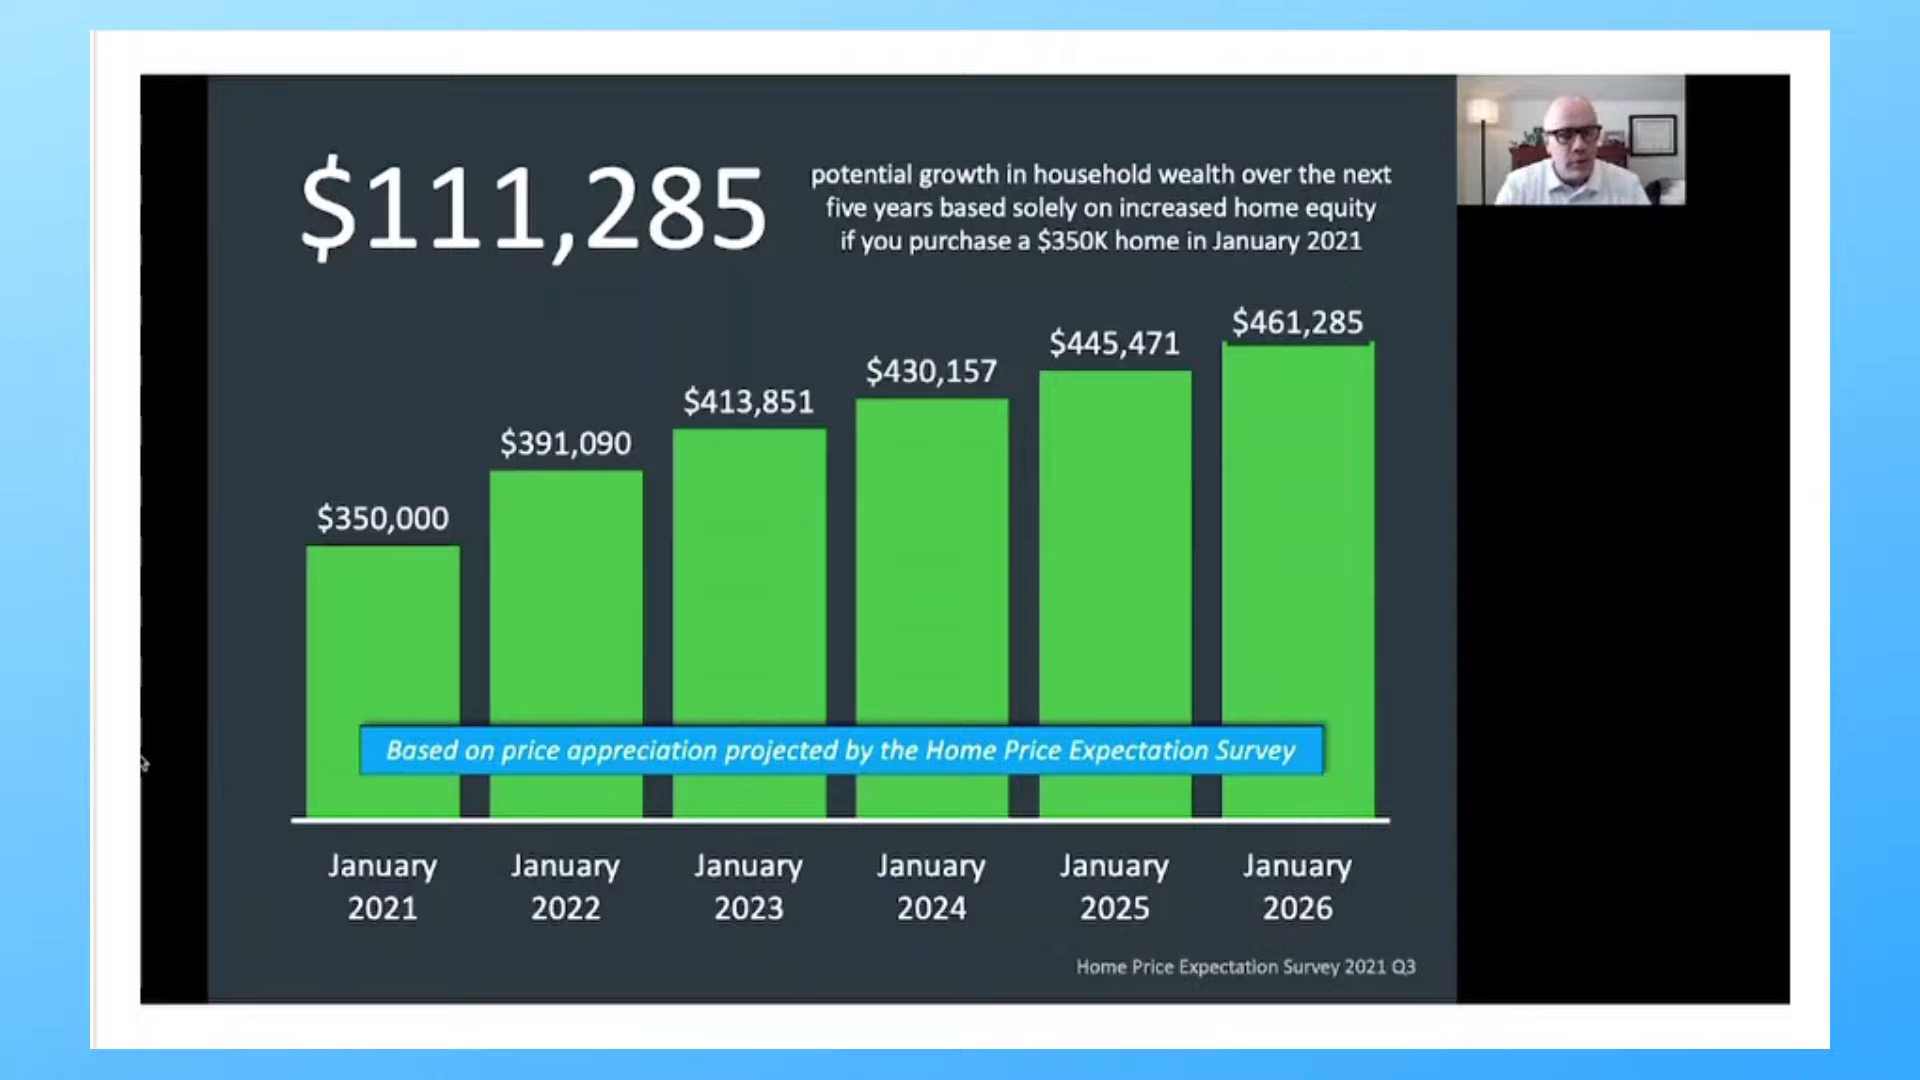 $111,285
potential growth in household wealth over the next
five years based solely on increased home equity
if you purchase a $350K home in January 2021
$350,000
$391,090
$413,851
$430,157
$445,471
$461,285
Based on price appreciation projected by the Home Price Expectation Survey
January
2021
January
2022
January
2023
January
2024
January
2025
January
2026
Home Price Expectation Survey 2021 Q3